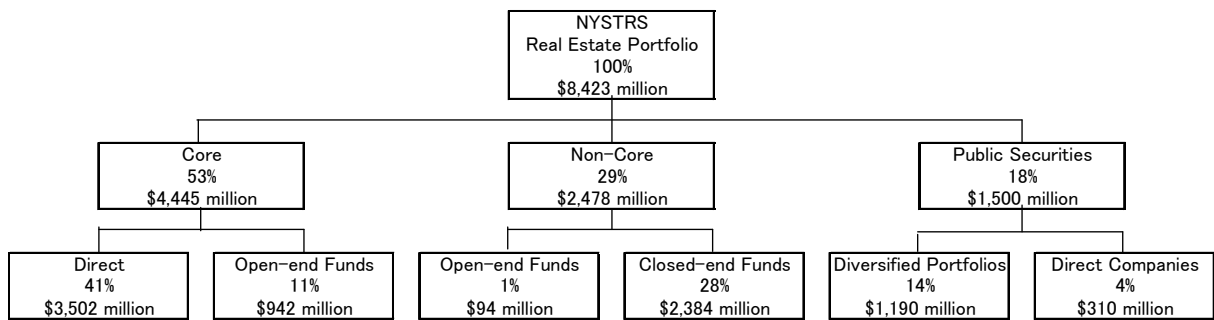 NYSTRS
Real Estate Portfolio
100%
$8,423 million
Core
53%
$4,445 million
Non-Core
29%
$2,478 million
Public Securities
18%
$1,500 million
Direct
41%
$3,502 million
Open-end Funds
11%
$942 million
Open-end Funds
1%
$94 million
Closed-end Funds
28%
$2,384 million
Diversified Portfolios
14%
$1,190 million
Direct Companies
4%
$310 million